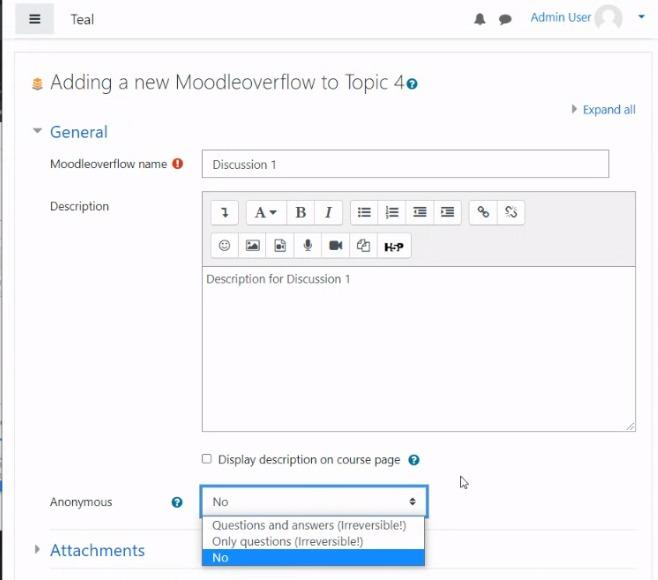 Teal
Admin User
Adding a new Moodleoverflow to Topic 4
Expand all
General
Moodleoverflow name
Discussion 1
Description
A B I
H5P
Description for Discussion 1
Display description on course page
Anonymous
No
Questions and answers (Irreversible!)
Only questions (Irreversible!)
No
Attachments